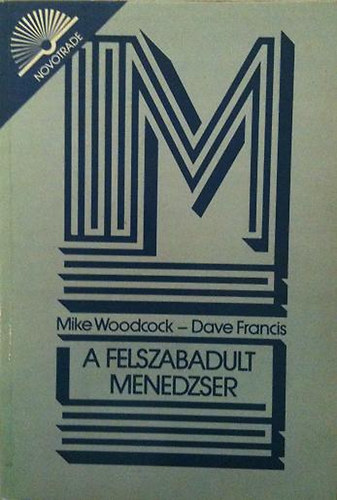 NOVOTRADE
M
Mike Woodcock – Dave Francis
A FELSZABADULT
MENEDZSER